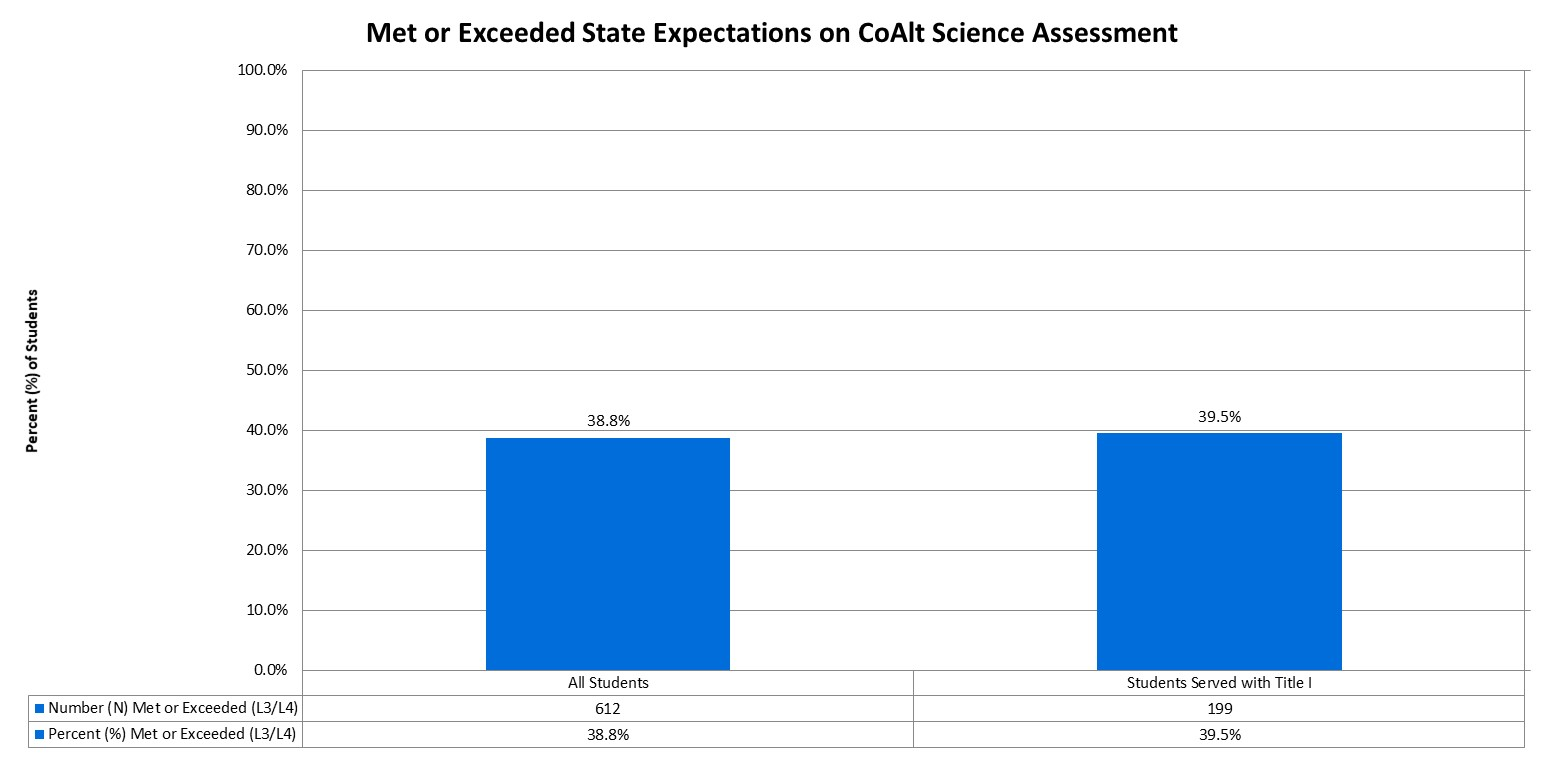 Met or Exceeded State Expectations on CoAlt Science Assessment
Percent (%) of Students
100.0%
90.0%
80.0%
70.0%
60.0%
50.0%
40.0%
30.0%
20.0%
10.0%
0.0%
38.8%
39.5%
All Students
Students Served with Title I
Number (N) Met or Exceeded (L3/L4) 612 199
Percent (%) Met or Exceeded (L3/L4) 38.8% 39.5%